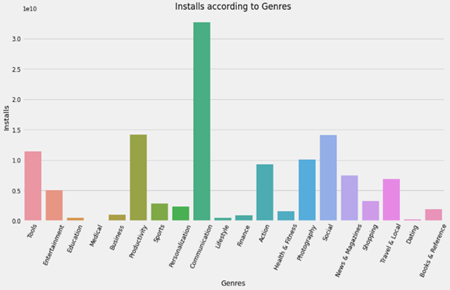 Installs according to Genres
1e10
3.0
2.5
2.0
1.5
1.0
0.5
0.0
Installs
Tools
Entertainment
Education
Medical
Business
Productivity
Sports
Personalization
Communication
Lifestyle
Finance
Action
Health & Fitness
Photography
Social
News & Magazines
Shopping
Travel & Local
Dating
Books & Reference
Genres